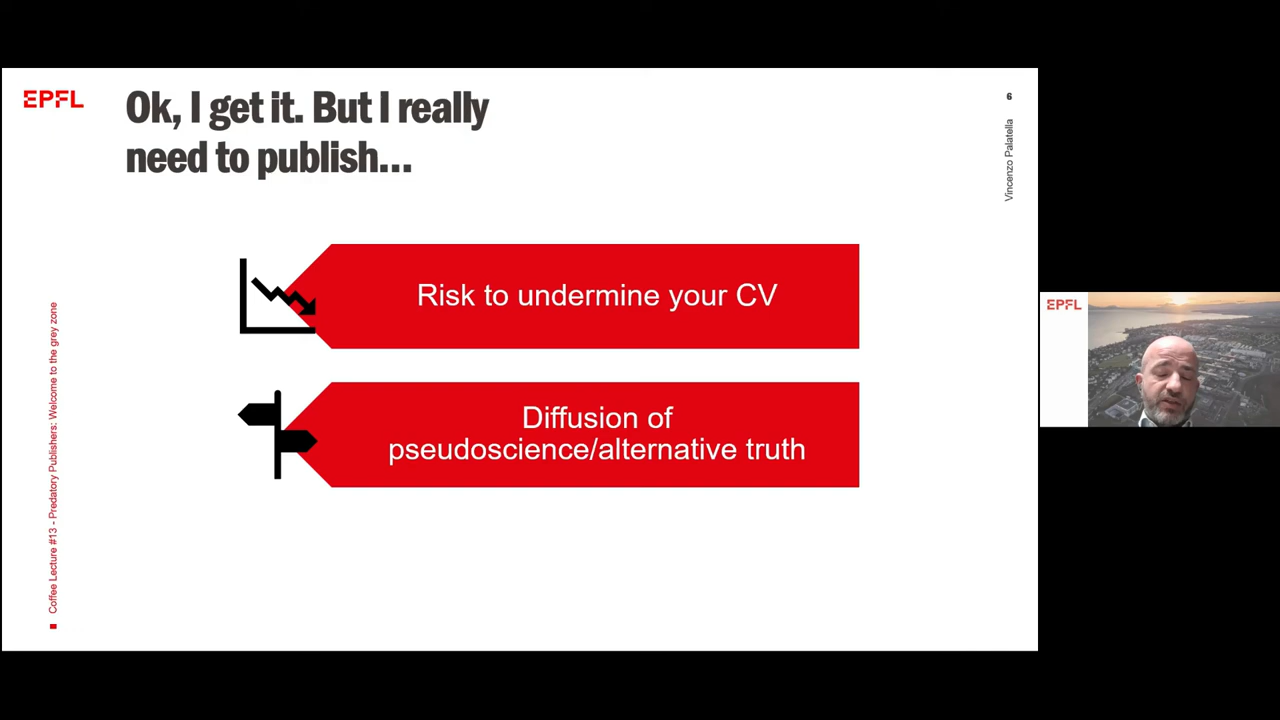 EPFL
Ok, I get it. But I really
need to publish...
6
Vincenzo Palatella
Risk to undermine your CV
Diffusion of
pseudoscience/alternative truth
Coffee Lecture #13 - Predatory Publishers: Welcome to the grey zone
EPFL